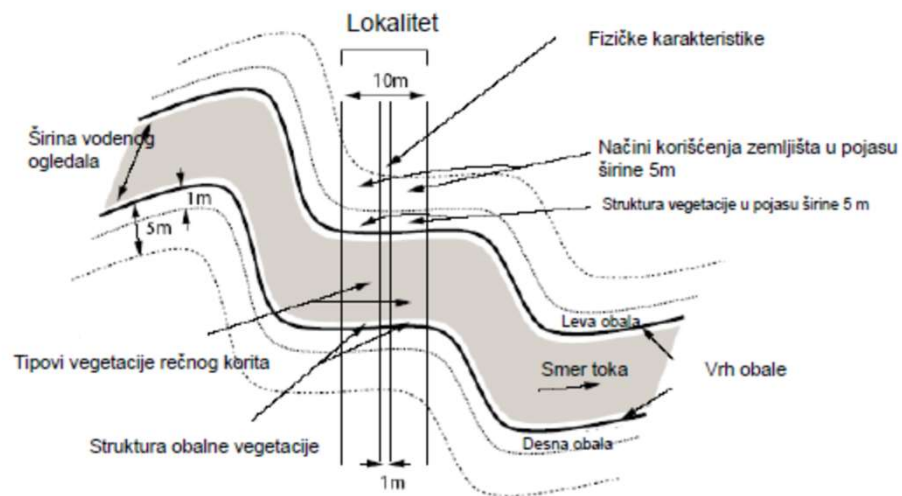 Lokalitet
Fizičke karakteristike
10m
Širina vodenog
ogledala
Načini korišćenja zemljišta u pojasu
širine 5m
Struktura vegetacije u pojasu širine 5 m
1m
5m
Leva obala
Tipovi vegetacije rečnog korita
Smer toka
Vrh obale
Struktura obalne vegetacije
Desna obala
1m